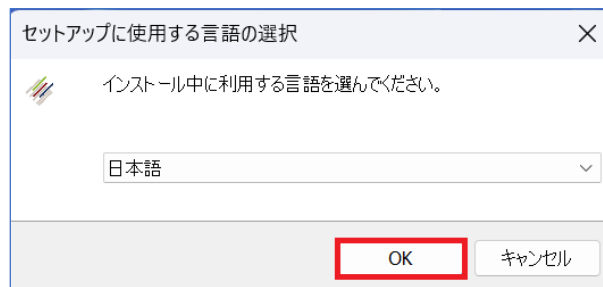 セットアップに使用する言語の選択
インストール中に利用する言語を選んでください。
日本語
OK
キャンセル